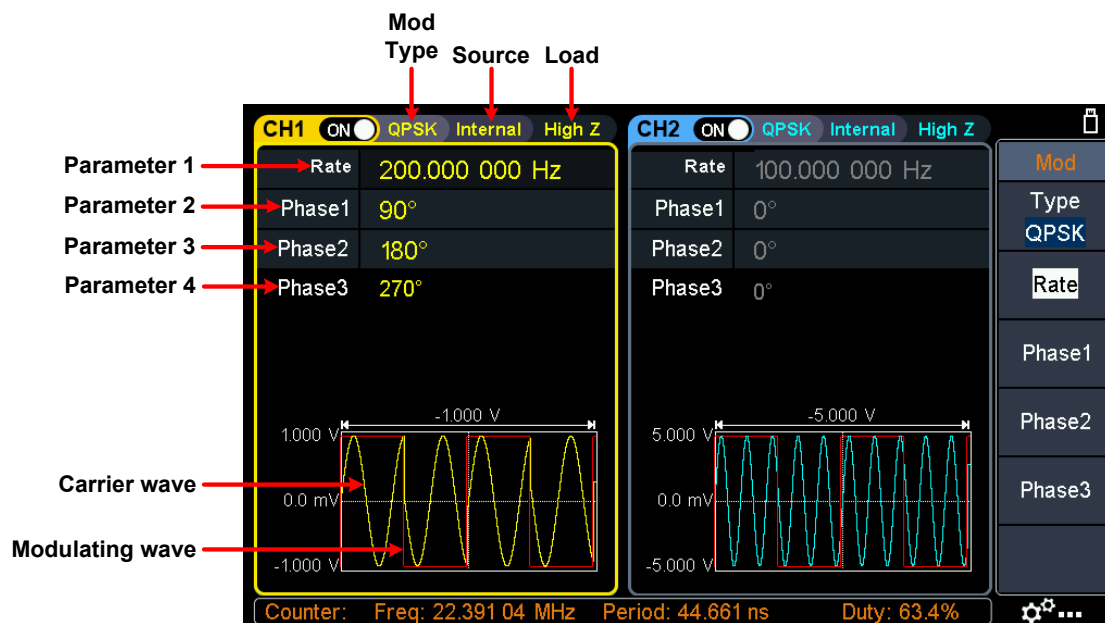 Mod
Type Source Load
CH1 ON QPSK Internal High Z
CH2 ON QPSK Internal High Z
Parameter 1 Rate 200.000 000 Hz
Rate 100.000 000 Hz
Mod
Parameter 2 Phase1 90°
Phase1 0°
Type
QPSK
Parameter 3 Phase2 180°
Phase2 0°
Parameter 4 Phase3 270°
Phase3 0°
Rate
Phase1
Phase2
Phase3
-1.000 V
1.000 V
Carrier wave
0.0 mV
Modulating wave
-1.000 V
-5.000 V
5.000 V
0.0 mV
-5.000 V
Counter: Freq: 22.391 04 MHz Period: 44.661 ns Duty: 63.4%